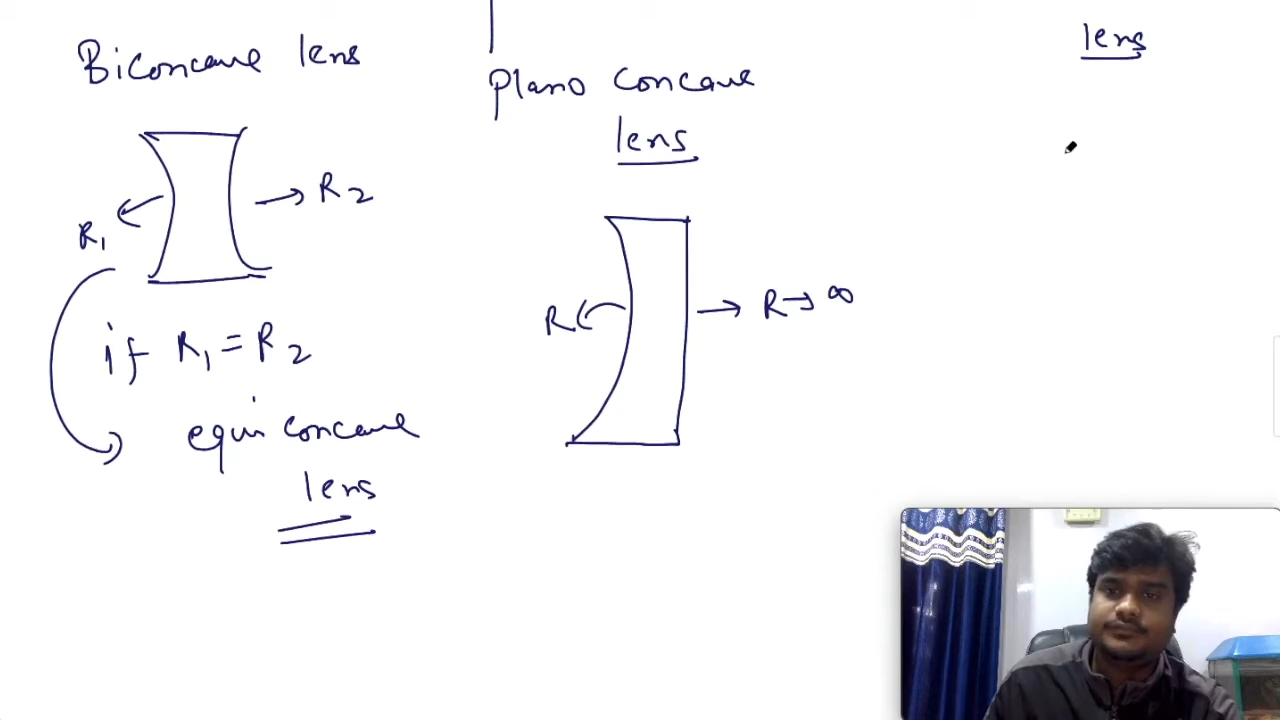 Biconcave lens
R₁
R₂
if R₁ = R₂
equi concave
lens
Plano concave
lens
R
R → ∞
lens